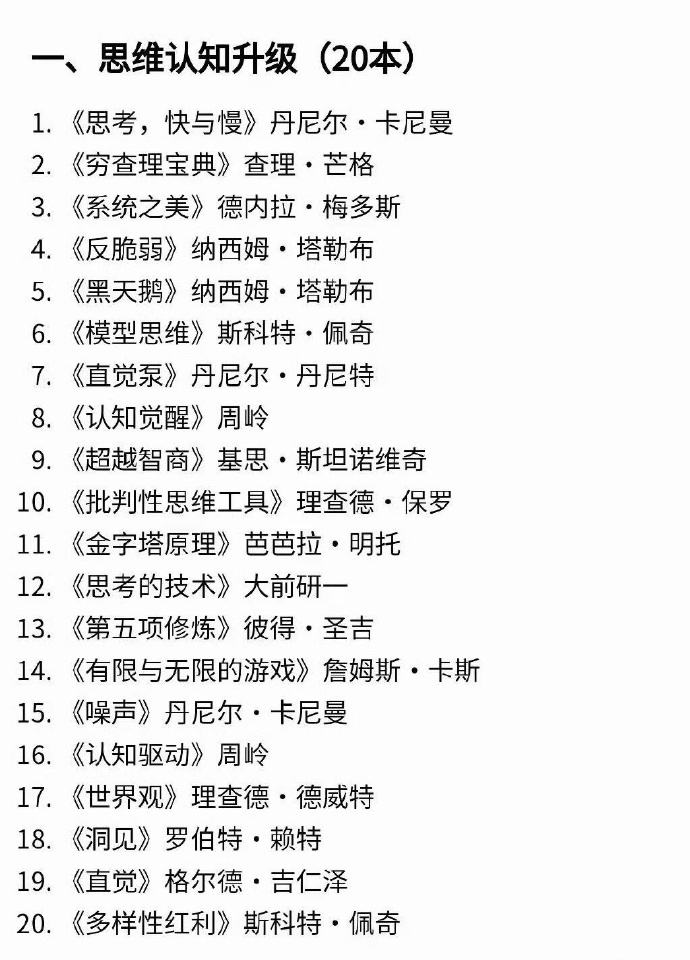 一、思维认知升级（20本）
1. 《思考，快与慢》丹尼尔·卡尼曼
2. 《穷查理宝典》查理·芒格
3. 《系统之美》德内拉·梅多斯
4. 《反脆弱》纳西姆·塔勒布
5. 《黑天鹅》纳西姆·塔勒布
6. 《模型思维》斯科特·佩奇
7. 《直觉泵》丹尼尔·丹尼特
8. 《认知觉醒》周岭
9. 《超越智商》基思·斯坦诺维奇
10. 《批判性思维工具》理查德·保罗
11. 《金字塔原理》芭芭拉·明托
12. 《思考的技术》大前研一
13. 《第五项修炼》彼得·圣吉
14. 《有限与无限的游戏》詹姆斯·卡斯
15. 《噪声》丹尼尔·卡尼曼
16. 《认知驱动》周岭
17. 《世界观》理查德·德威特
18. 《洞见》罗伯特·赖特
19. 《直觉》格尔德·吉仁泽
20. 《多样性红利》斯科特·佩奇